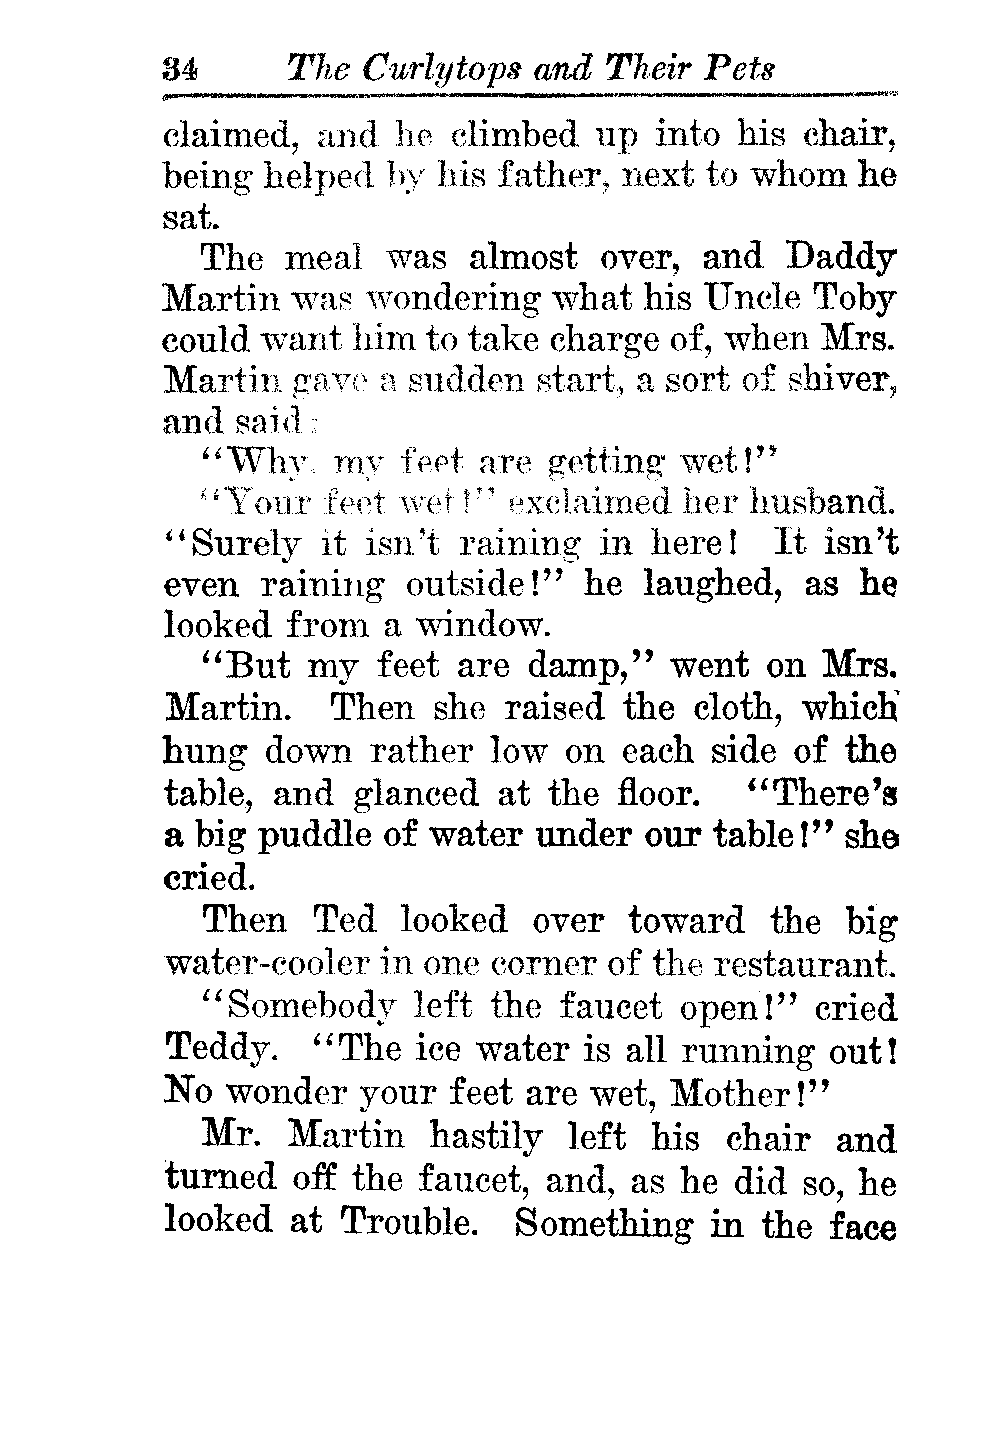 34 The Curlytops and Their Pets
claimed, and he climbed up into his chair,
being helped by his father, next to whom he
sat.
The meal was almost over, and Daddy
Martin was wondering what his Uncle Toby
could want him to take charge of, when Mrs.
Martin gave a sudden start, a sort of shiver,
and said:
"Why, my feet are getting wet!"
"Your feet wet!" exclaimed her husband.
"Surely it isn't raining in here! It isn't
even raining outside!" he laughed, as he
looked from a window.
"But my feet are damp," went on Mrs.
Martin. Then she raised the cloth, which
hung down rather low on each side of the
table, and glanced at the floor. "There's
a big puddle of water under our table!" she
cried.
Then Ted looked over toward the big
water-cooler in one corner of the restaurant.
"Somebody left the faucet open!" cried
Teddy. "The ice water is all running out!
No wonder your feet are wet, Mother!"
Mr. Martin hastily left his chair and
turned off the faucet, and, as he did so, he
looked at Trouble. Something in the face